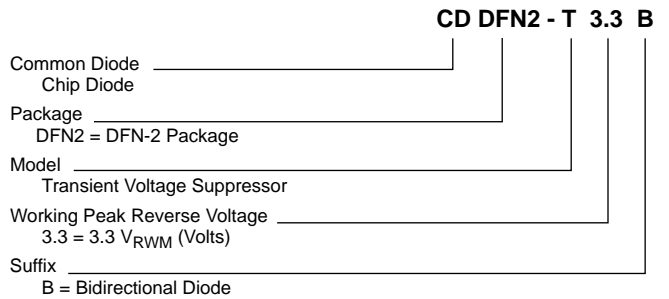 CD DFN2 - T 3.3 B
Common Diode
Chip Diode
Package
DFN2 = DFN-2 Package
Model
Transient Voltage Suppressor
Working Peak Reverse Voltage
3.3 = 3.3 VRWM (Volts)
Suffix
B = Bidirectional Diode